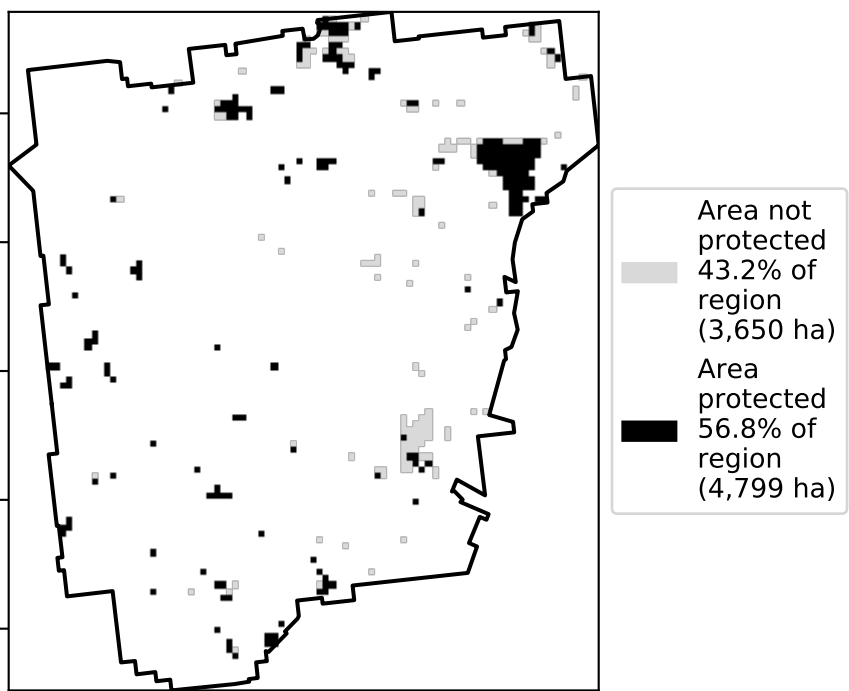 Area not
protected
43.2% of
region
(3,650 ha)
Area
protected
56.8% of
region
(4,799 ha)